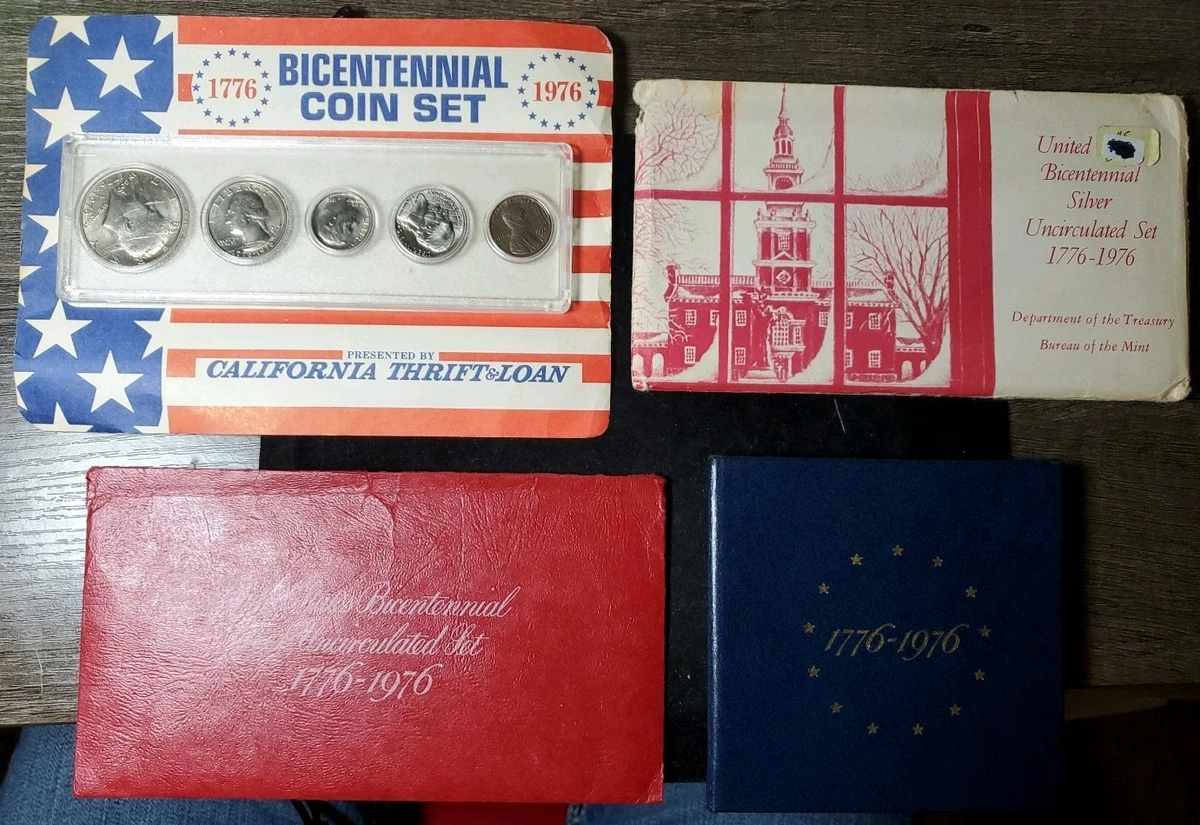 1776
BICENTENNIAL
COIN SET
1976
PRESENTED BY
CALIFORNIA THRIFT & LOAN
United
Bicentennial
Silver
Uncirculated Set
1776-1976
Department of the Treasury
Bureau of the Mint
Bicentennial
Uncirculated Set
1776-1976
1776-1976